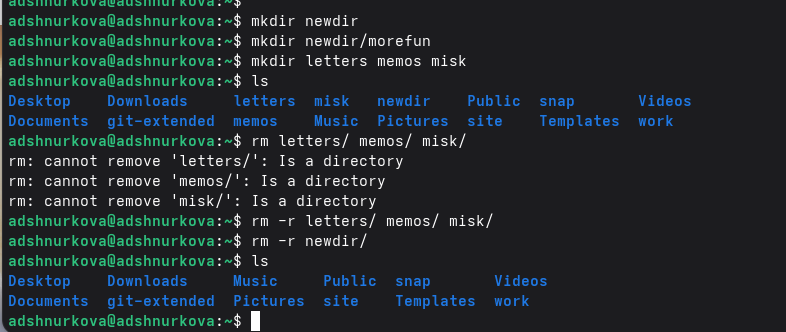 adshnurkova@adshnurkova:~$
adshnurkova@adshnurkova:~$ mkdir newdir
adshnurkova@adshnurkova:~$ mkdir newdir/morefun
adshnurkova@adshnurkova:~$ mkdir letters memos misk
adshnurkova@adshnurkova:~$ ls
Desktop    Downloads     letters  misk   newdir    Public  snap       Videos
Documents  git-extended  memos    Music  Pictures  site    Templates  work
adshnurkova@adshnurkova:~$ rm letters/ memos/ misk/
rm: cannot remove 'letters/': Is a directory
rm: cannot remove 'memos/': Is a directory
rm: cannot remove 'misk/': Is a directory
adshnurkova@adshnurkova:~$ rm -r letters/ memos/ misk/
adshnurkova@adshnurkova:~$ rm -r newdir/
adshnurkova@adshnurkova:~$ ls
Desktop    Downloads     Music     Public  snap       Videos
Documents  git-extended  Pictures  site    Templates  work
adshnurkova@adshnurkova:~$